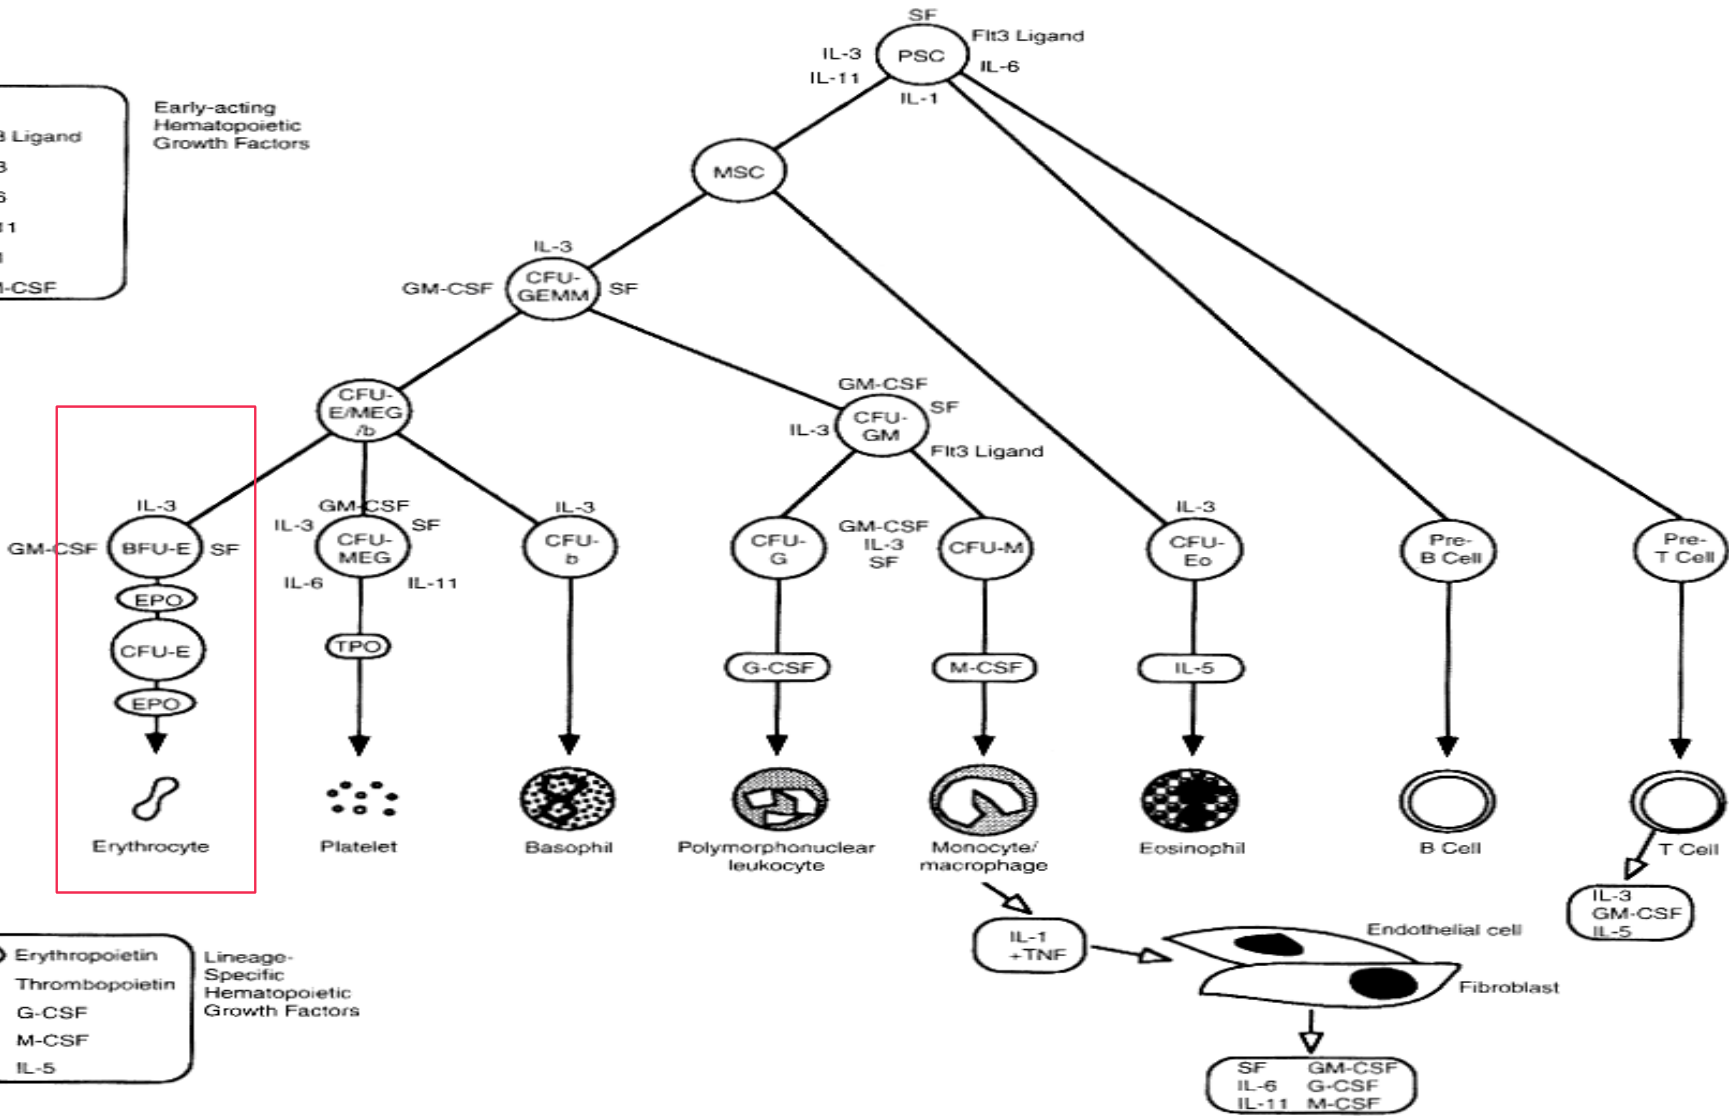 SF
Flt3 Ligand
IL-3
PSC
IL-6
IL-11
IL-1
Early-acting
Hematopoietic
Growth Factors
Ligand
M-CSF
MSC
IL-3
GM-CSF
CFU-
GEMM
SF
CFU-
E/MEG
/b
GM-CSF
SF
IL-3
CFU-
GM
Flt3 Ligand
IL-3
GM-CSF
BFU-E
SF
EPO
CFU-E
EPO
Erythrocyte
GM-CSF
IL-3
SF
CFU-
MEG
IL-6
IL-11
TPO
Platelet
IL-3
CFU-
b
Basophil
CFU-
G
G-CSF
Polymorphonuclear
leukocyte
GM-CSF
IL-3
SF
CFU-M
M-CSF
Monocyte/
macrophage
IL-3
CFU-
Eo
IL-5
Eosinophil
Pre-
B Cell
B Cell
Pre-
T Cell
T Cell
IL-3
GM-CSF
IL-5
IL-1
+TNF
Endothelial cell
Fibroblast
SF GM-CSF
IL-6 G-CSF
IL-11 M-CSF
Erythropoietin
Thrombopoietin
G-CSF
M-CSF
IL-5
Lineage-
Specific
Hematopoietic
Growth Factors